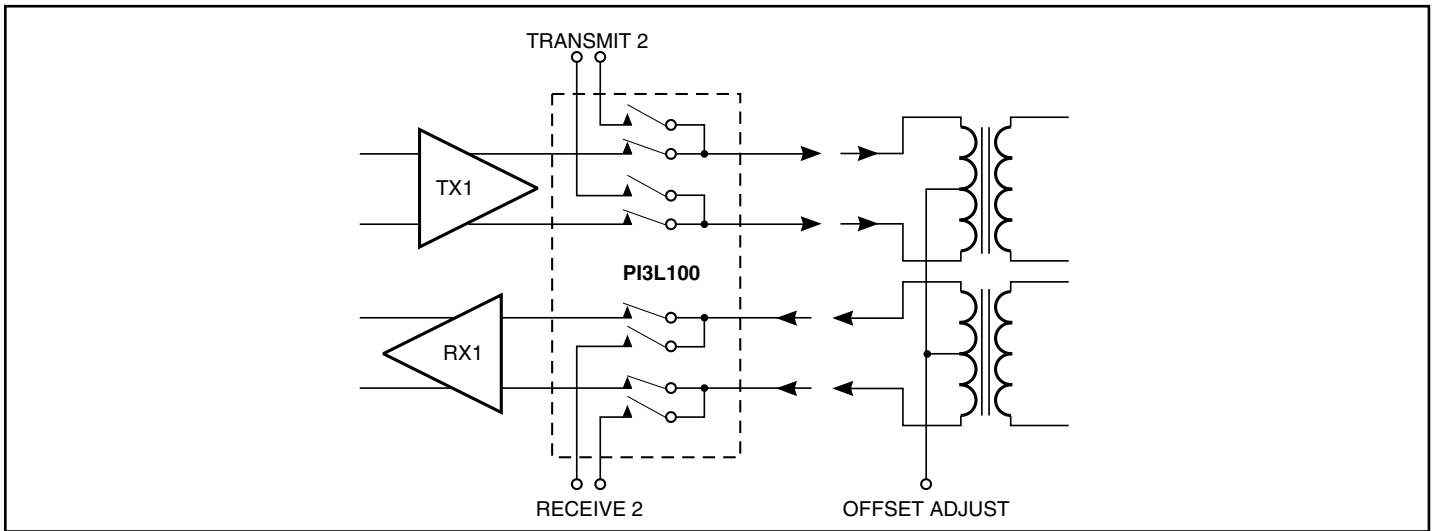 TRANSMIT 2
TX1
PI3L100
RX1
RECEIVE 2
OFFSET ADJUST